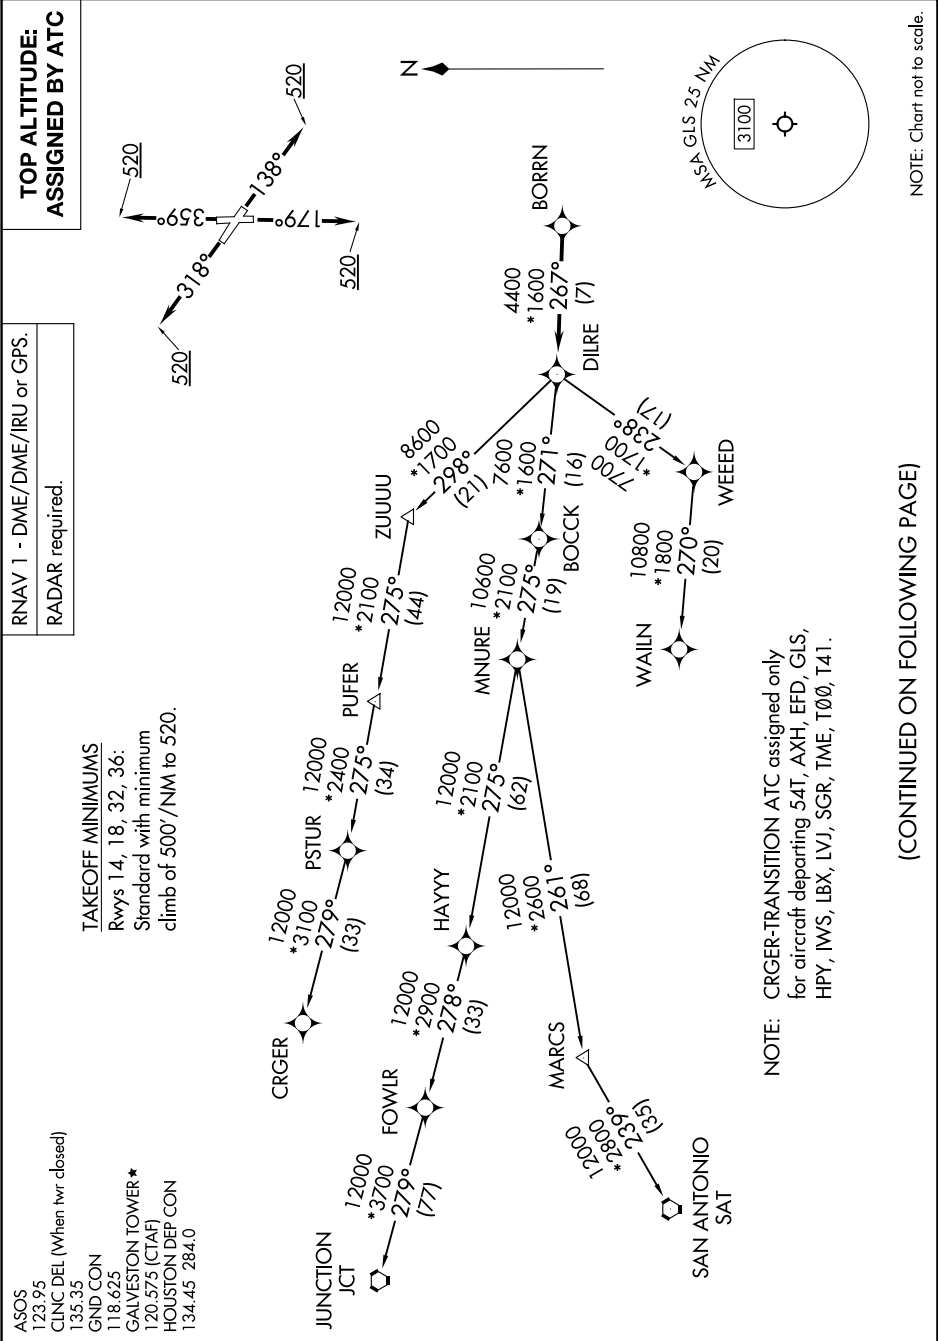 ASOS
123.95
CLNC DEL (When twr closed)
135.35
GND CON
118.625
GALVESTON TOWER★
120.575 (CTAF)
HOUSTON DEP CON
134.45 284.0
RNAV 1 - DME/DME/IRU or GPS.
RADAR required.
TOP ALTITUDE:
ASSIGNED BY ATC
TAKEOFF MINIMUMS
Rwys 14, 18, 32, 36:
Standard with minimum
climb of 500'/NM to 520.
520
520
520
520
318°
359°
138°
179°
N
CRGER
12000
*3100
279°
(33)
PSTUR
12000
*2400
275°
(34)
PUFER
12000
*2100
275°
(44)
ZUUUU
8600
*1700
298°
(21)
JUNCTION
JCT
12000
*3700
279°
(77)
FOWLR
12000
*2900
278°
(33)
HAYYY
12000
*2100
275°
(62)
MNURE
10600
*2100
275°
(19)
BOCCK
7600
*1600
271°
(16)
DILRE
4400
*1600
267°
(7)
BORRN
SAN ANTONIO
SAT
12000
*2800
239°
(35)
MARCS
12000
*2600
261°
(68)
WAILN
10800
*1800
270°
(20)
WEEED
7700
*1700
238°
(17)
MSA GLS 25 NM
3100
NOTE: CRGER-TRANSITION ATC assigned only
for aircraft departing 54T, AXH, EFD, GLS,
HPY, IWS, LBX, LVJ, SGR, TME, TØØ, T41.
(CONTINUED ON FOLLOWING PAGE)
NOTE: Chart not to scale.